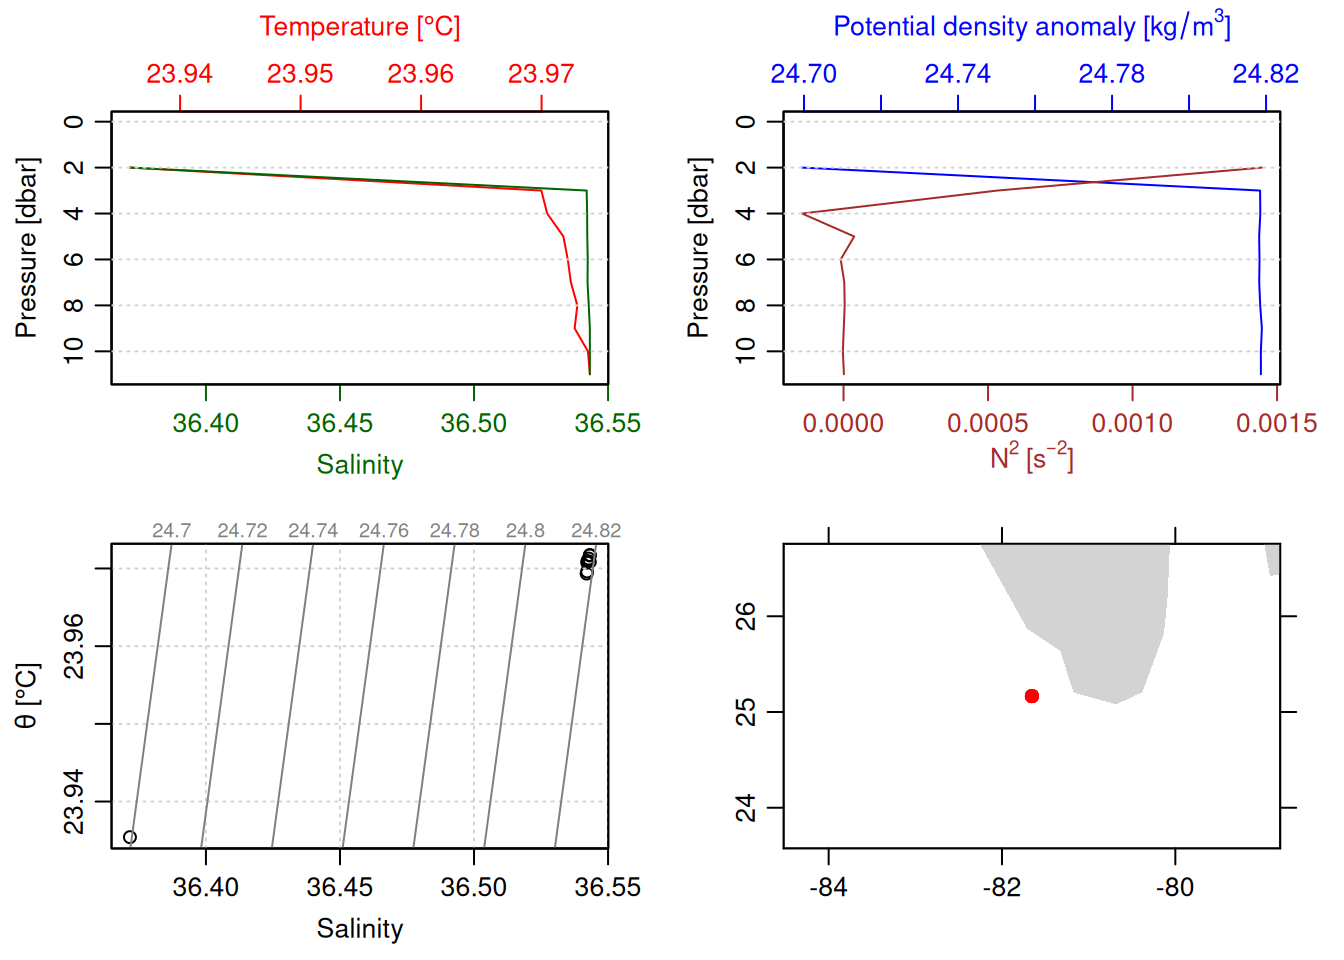 Temperature [°C]
23.94 23.95 23.96 23.97
Pressure [dbar]
0
2
4
6
8
10
36.40 36.45 36.50 36.55
Salinity
Potential density anomaly [kg/m³]
24.70 24.74 24.78 24.82
Pressure [dbar]
0
2
4
6
8
10
0.0000 0.0005 0.0010 0.0015
N² [s⁻²]
24.7 24.72 24.74 24.76 24.78 24.8 24.82
θ [°C]
23.96
23.94
36.40 36.45 36.50 36.55
Salinity
26
25
24
-84 -82 -80